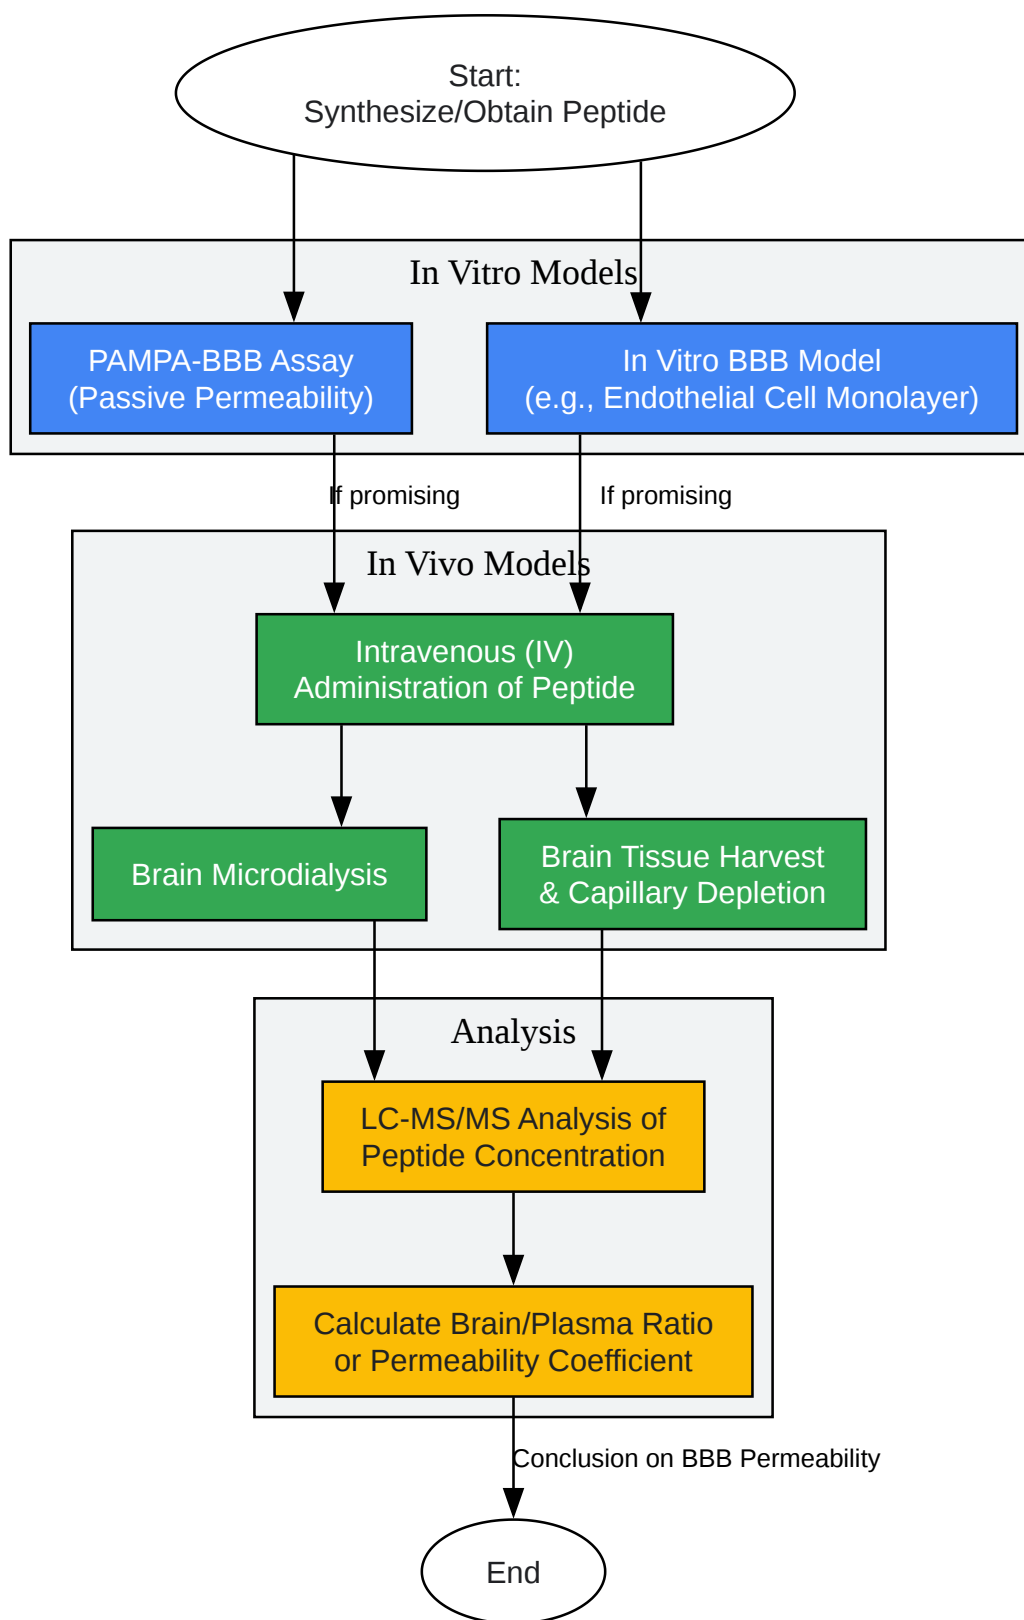 Start:
Synthesize/Obtain Peptide
In Vitro Models
PAMPA-BBB Assay
(Passive Permeability)
In Vitro BBB Model
(e.g., Endothelial Cell Monolayer)
If promising
If promising
In Vivo Models
Intravenous (IV)
Administration of Peptide
Brain Microdialysis
Brain Tissue Harvest
& Capillary Depletion
Analysis
LC-MS/MS Analysis of
Peptide Concentration
Calculate Brain/Plasma Ratio
or Permeability Coefficient
Conclusion on BBB Permeability
End